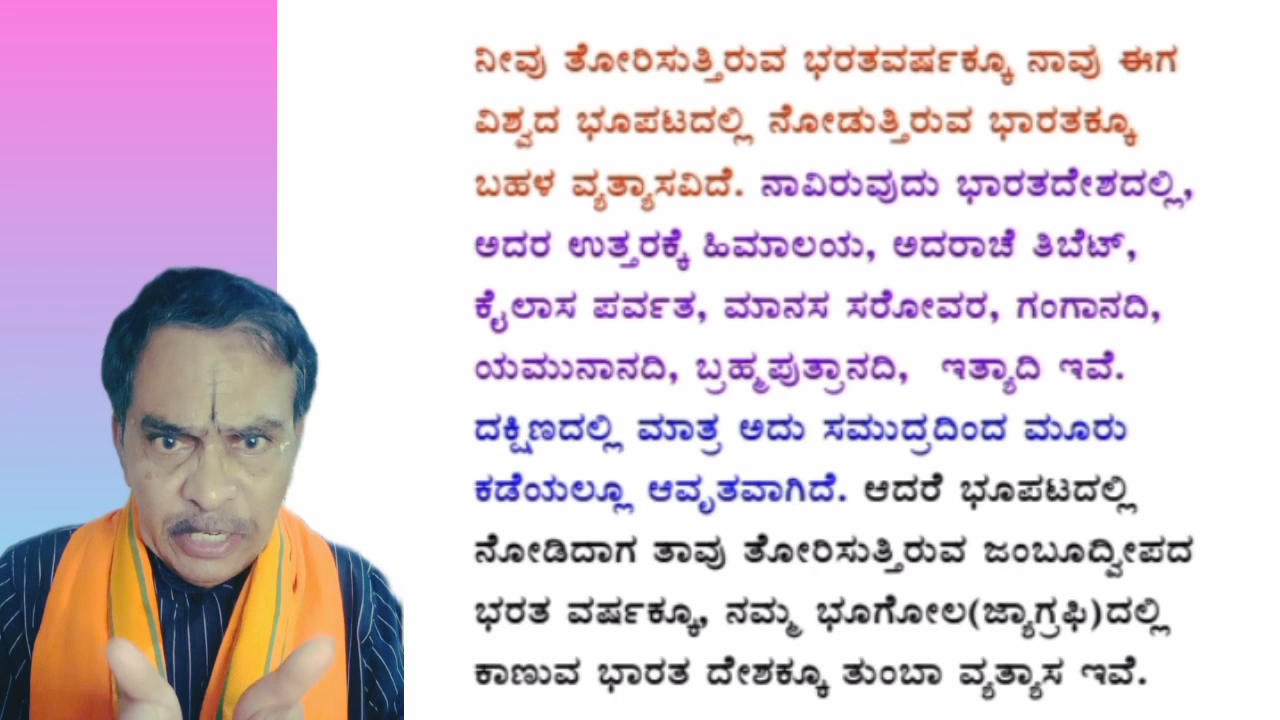 ನೀವು ತೋರಿಸುತ್ತಿರುವ ಭರತವರ್ಷಕ್ಕೂ ನಾವು ಈಗ
ವಿಶ್ವದ ಭೂಪಟದಲ್ಲಿ ನೋಡುತ್ತಿರುವ ಭಾರತಕ್ಕೂ
ಬಹಳ ವ್ಯತ್ಯಾಸವಿದೆ. ನಾವಿರುವುದು ಭಾರತದೇಶದಲ್ಲಿ,
ಅದರ ಉತ್ತರಕ್ಕೆ ಹಿಮಾಲಯ, ಅದರಾಚೆ ತಿಬೆಟ್,
ಕೈಲಾಸ ಪರ್ವತ, ಮಾನಸ ಸರೋವರ, ಗಂಗಾನದಿ,
ಯಮುನಾನದಿ, ಬ್ರಹ್ಮಪುತ್ರಾನದಿ, ಇತ್ಯಾದಿ ಇವೆ.
ದಕ್ಷಿಣದಲ್ಲಿ ಮಾತ್ರ ಅದು ಸಮುದ್ರದಿಂದ ಮೂರು
ಕಡೆಯಲ್ಲೂ ಆವೃತವಾಗಿದೆ. ಆದರೆ ಭೂಪಟದಲ್ಲಿ
ನೋಡಿದಾಗ ತಾವು ತೋರಿಸುತ್ತಿರುವ ಜಂಬೂದ್ವೀಪದ
ಭರತ ವರ್ಷಕ್ಕೂ, ನಮ್ಮ ಭೂಗೋಲ(ಜ್ಯಾಗ್ರಫಿ)ದಲ್ಲಿ
ಕಾಣುವ ಭಾರತ ದೇಶಕ್ಕೂ ತುಂಬಾ ವ್ಯತ್ಯಾಸ ಇವೆ.